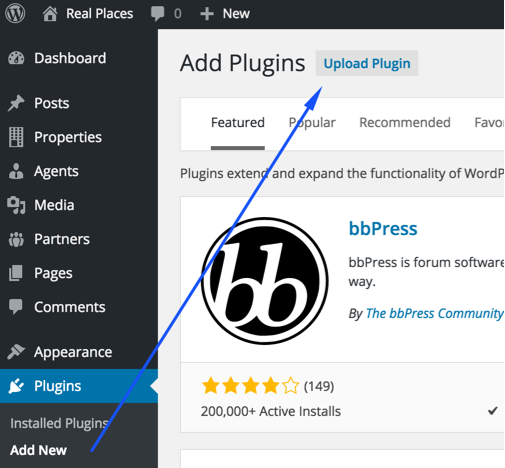 Real Places 0 + New
Dashboard
Posts
Properties
Agents
Media
Partners
Pages
Comments
Appearance
Plugins
Installed Plugins
Add New
Add Plugins Upload Plugin
Featured Popular Recommended Favo
Plugins extend and expand the functionality of WordP
bb
bbPress
bbPress is forum software
way.
By The bbPress Community
(149)
200,000+ Active Installs